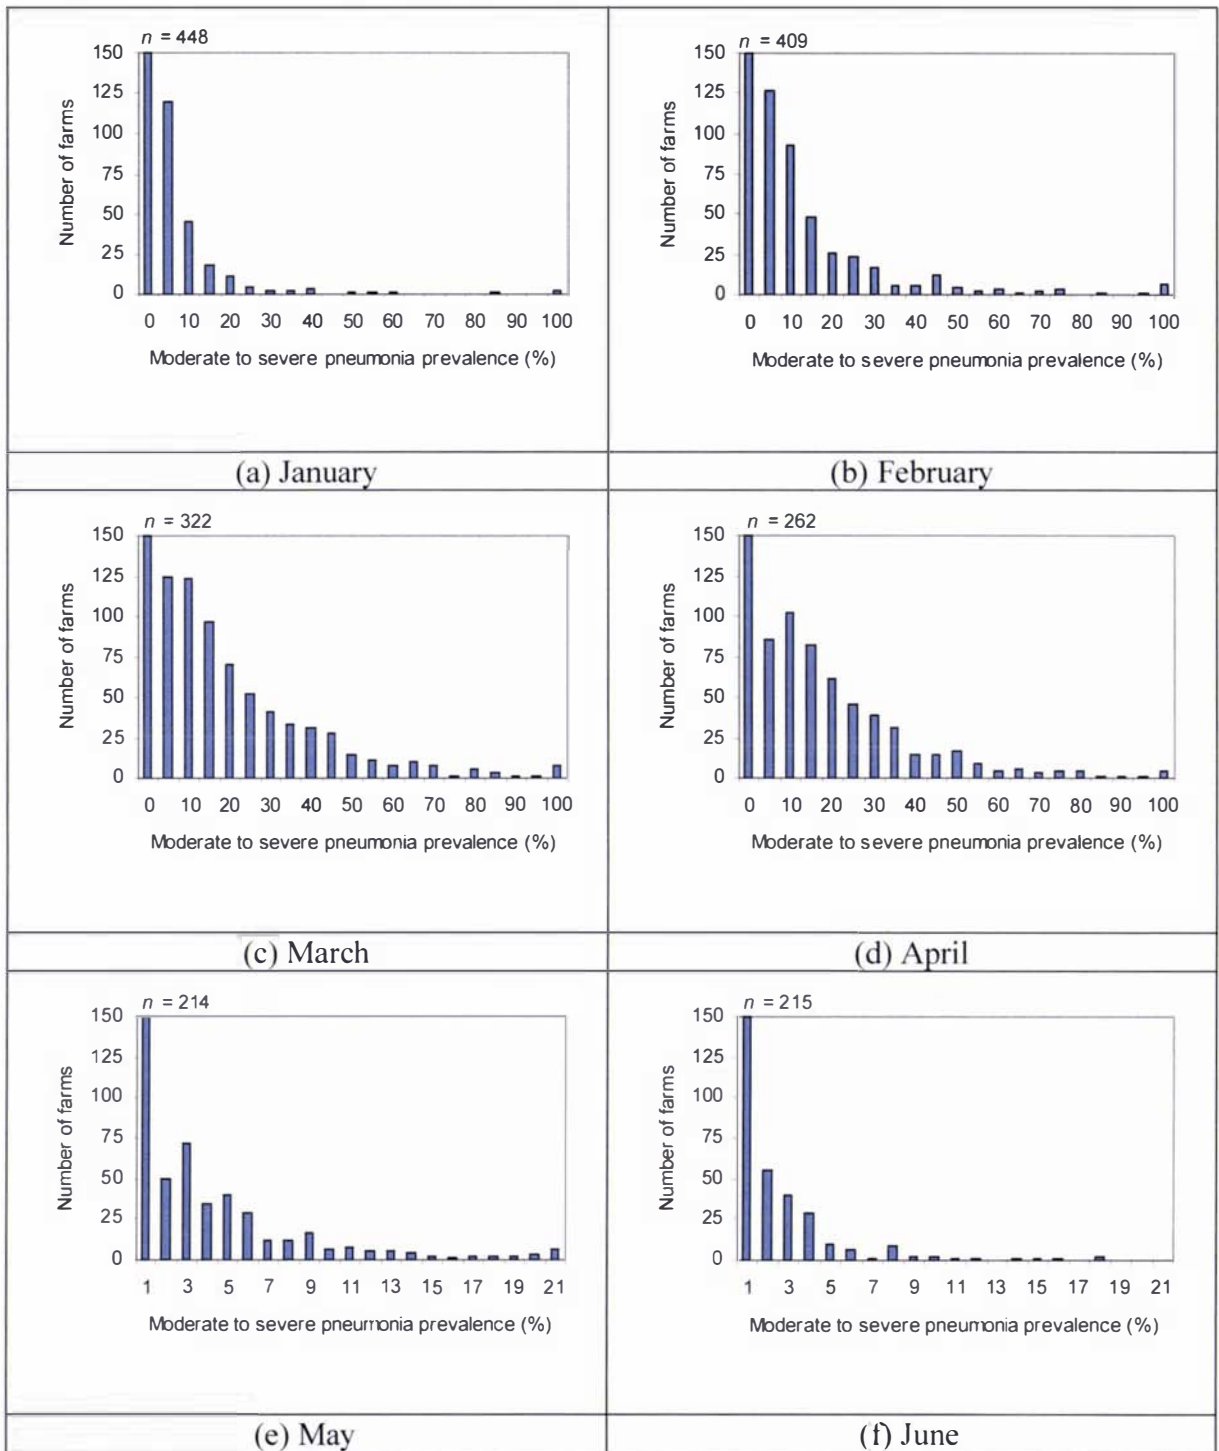 n = 448
150
125
100
75
50
25
0
Number of farms
0 10 20 30 40 50 60 70 80 90 100
Moderate to severe pneumonia prevalence (%)
(a) January
n = 409
150
125
100
75
50
25
0
Number of farms
0 10 20 30 40 50 60 70 80 90 100
Moderate to severe pneumonia prevalence (%)
(b) February
n = 322
150
125
100
75
50
25
0
Number of farms
0 10 20 30 40 50 60 70 80 90 100
Moderate to severe pneumonia prevalence (%)
(c) March
n = 262
150
125
100
75
50
25
0
Number of farms
0 10 20 30 40 50 60 70 80 90 100
Moderate to severe pneumonia prevalence (%)
(d) April
n = 214
150
125
100
75
50
25
0
Number of farms
1 3 5 7 9 11 13 15 17 19 21
Moderate to severe pneumonia prevalence (%)
(e) May
n = 215
150
125
100
75
50
25
0
Number of farms
1 3 5 7 9 11 13 15 17 19 21
Moderate to severe pneumonia prevalence (%)
(f) June